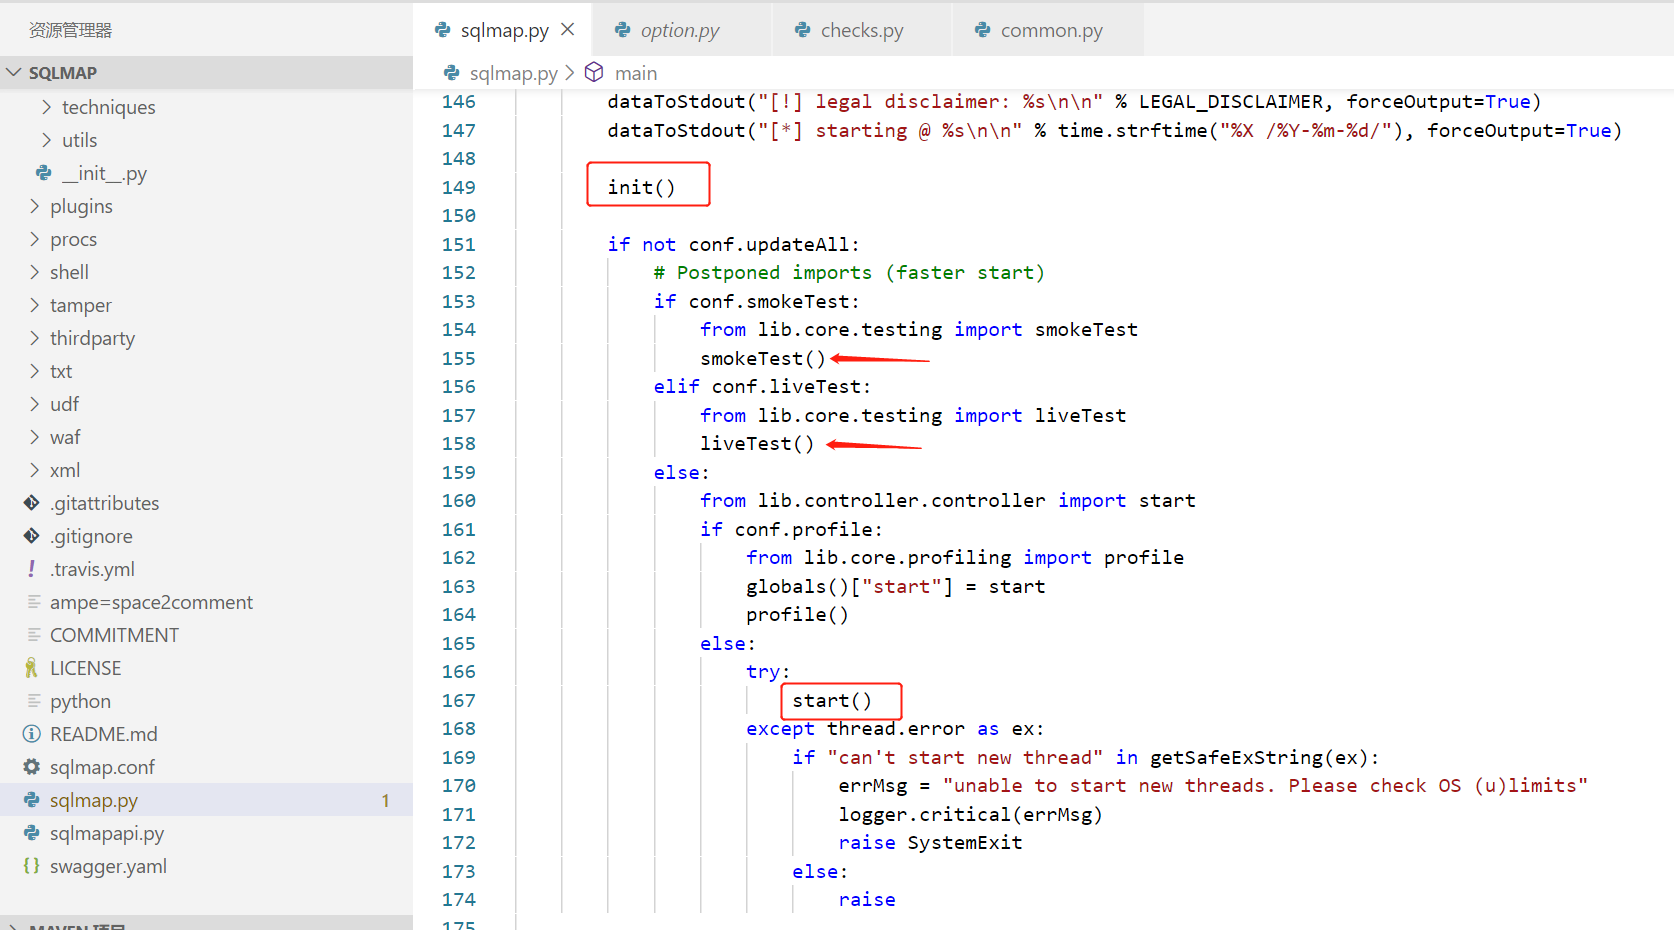 资源管理器
SQLMAP
techniques
utils
__init__.py
plugins
procs
shell
tamper
thirdparty
txt
udf
waf
xml
.gitattributes
.gitignore
.travis.yml
ampe=space2comment
COMMITMENT
LICENSE
python
README.md
sqlmap.conf
sqlmap.py 1
sqlmapapi.py
swagger.yaml
MAVEN 项目
sqlmap.py option.py checks.py common.py
sqlmap.py main
146 dataToStdout("[!] legal disclaimer: %s\n\n" % LEGAL_DISCLAIMER, forceOutput=True)
147 dataToStdout("[*] starting @ %s\n\n" % time.strftime("%X /%Y-%m-%d/"), forceOutput=True)
148
149 init()
150
151 if not conf.updateAll:
152 # Postponed imports (faster start)
153 if conf.smokeTest:
154 from lib.core.testing import smokeTest
155 smokeTest()
156 elif conf.liveTest:
157 from lib.core.testing import liveTest
158 liveTest()
159 else:
160 from lib.controller.controller import start
161 if conf.profile:
162 from lib.core.profiling import profile
163 globals()["start"] = start
164 profile()
165 else:
166 try:
167 start()
168 except thread.error as ex:
169 if "can't start new thread" in getSafeExString(ex):
170 errMsg = "unable to start new threads. Please check OS (u)limits"
171 logger.critical(errMsg)
172 raise SystemExit
173 else:
174 raise
175